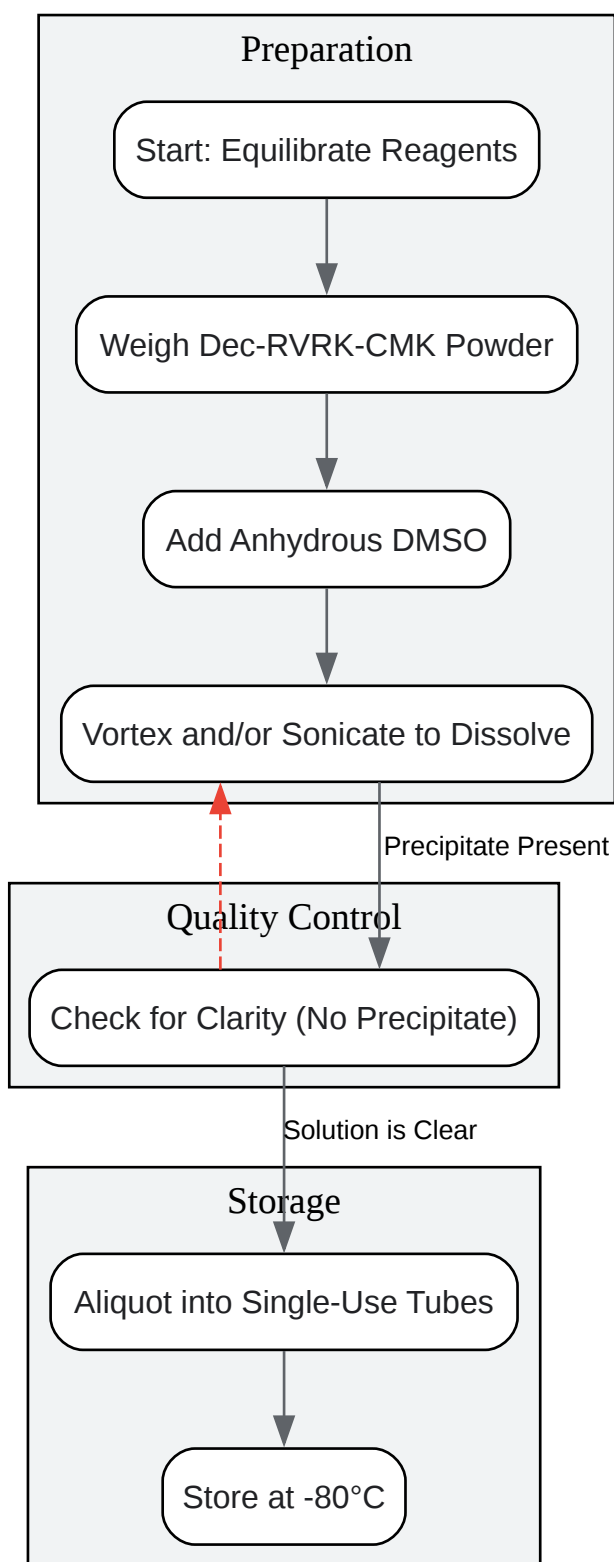 Preparation
Start: Equilibrate Reagents
Weigh Dec-RVRK-CMK Powder
Add Anhydrous DMSO
Vortex and/or Sonicate to Dissolve
Precipitate Present
Quality Control
Check for Clarity (No Precipitate)
Solution is Clear
Storage
Aliquot into Single-Use Tubes
Store at -80°C